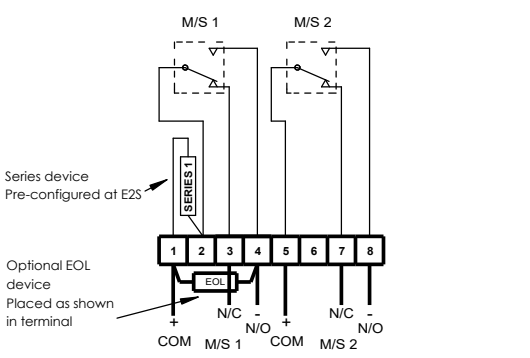 M/S 1
M/S 2
Series device
Pre-configured at E2S
SERIES 1
1 2 3 4 5 6 7 8
Optional EOL
device
Placed as shown
in terminal
EOL
+ N/C - + N/C -
N/O N/O
COM M/S 1 COM M/S 2